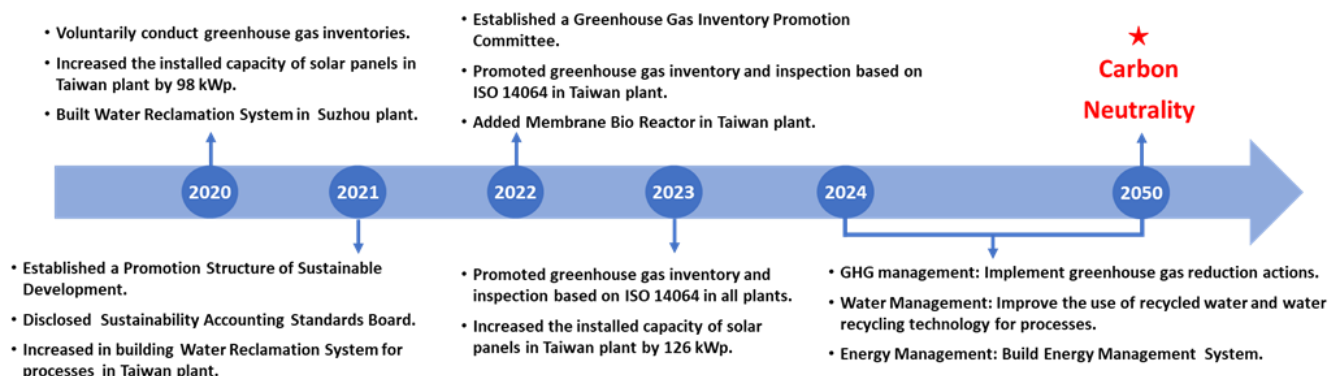 • Voluntarily conduct greenhouse gas inventories.
• Increased the installed capacity of solar panels in
Taiwan plant by 98 kWp.
• Built Water Reclamation System in Suzhou plant.
• Established a Greenhouse Gas Inventory Promotion
Committee.
• Promoted greenhouse gas inventory and inspection based on
ISO 14064 in Taiwan plant.
• Added Membrane Bio Reactor in Taiwan plant.
Carbon
Neutrality
2020
2021
2022
2023
2024
2050
• Established a Promotion Structure of Sustainable
Development.
• Disclosed Sustainability Accounting Standards Board.
• Increased in building Water Reclamation System for
processes in Taiwan plant.
• Promoted greenhouse gas inventory and
inspection based on ISO 14064 in all plants.
• Increased the installed capacity of solar
panels in Taiwan plant by 126 kWp.
• GHG management: Implement greenhouse gas reduction actions.
• Water Management: Improve the use of recycled water and water
recycling technology for processes.
• Energy Management: Build Energy Management System.